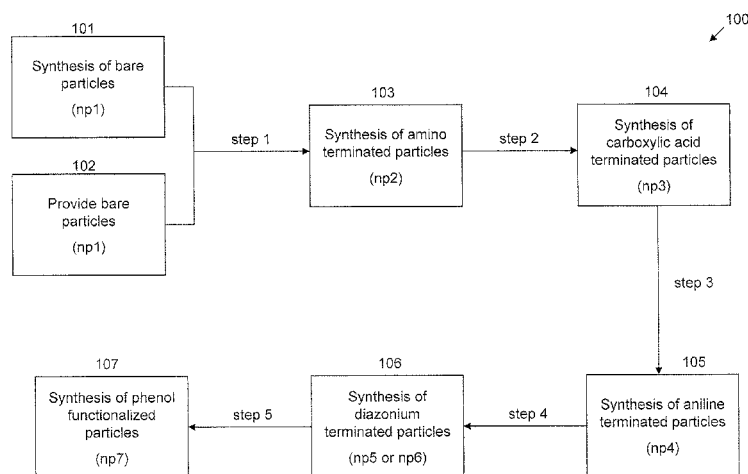 100
101
Synthesis of bare
particles
(np1)
102
Provide bare
particles
(np1)
step 1
103
Synthesis of amino
terminated particles
(np2)
step 2
104
Synthesis of
carboxylic acid
terminated particles
(np3)
step 3
105
Synthesis of aniline
terminated particles
(np4)
step 4
106
Synthesis of
diazonium
terminated particles
(np5 or np6)
step 5
107
Synthesis of phenol
functionalized
particles
(np7)